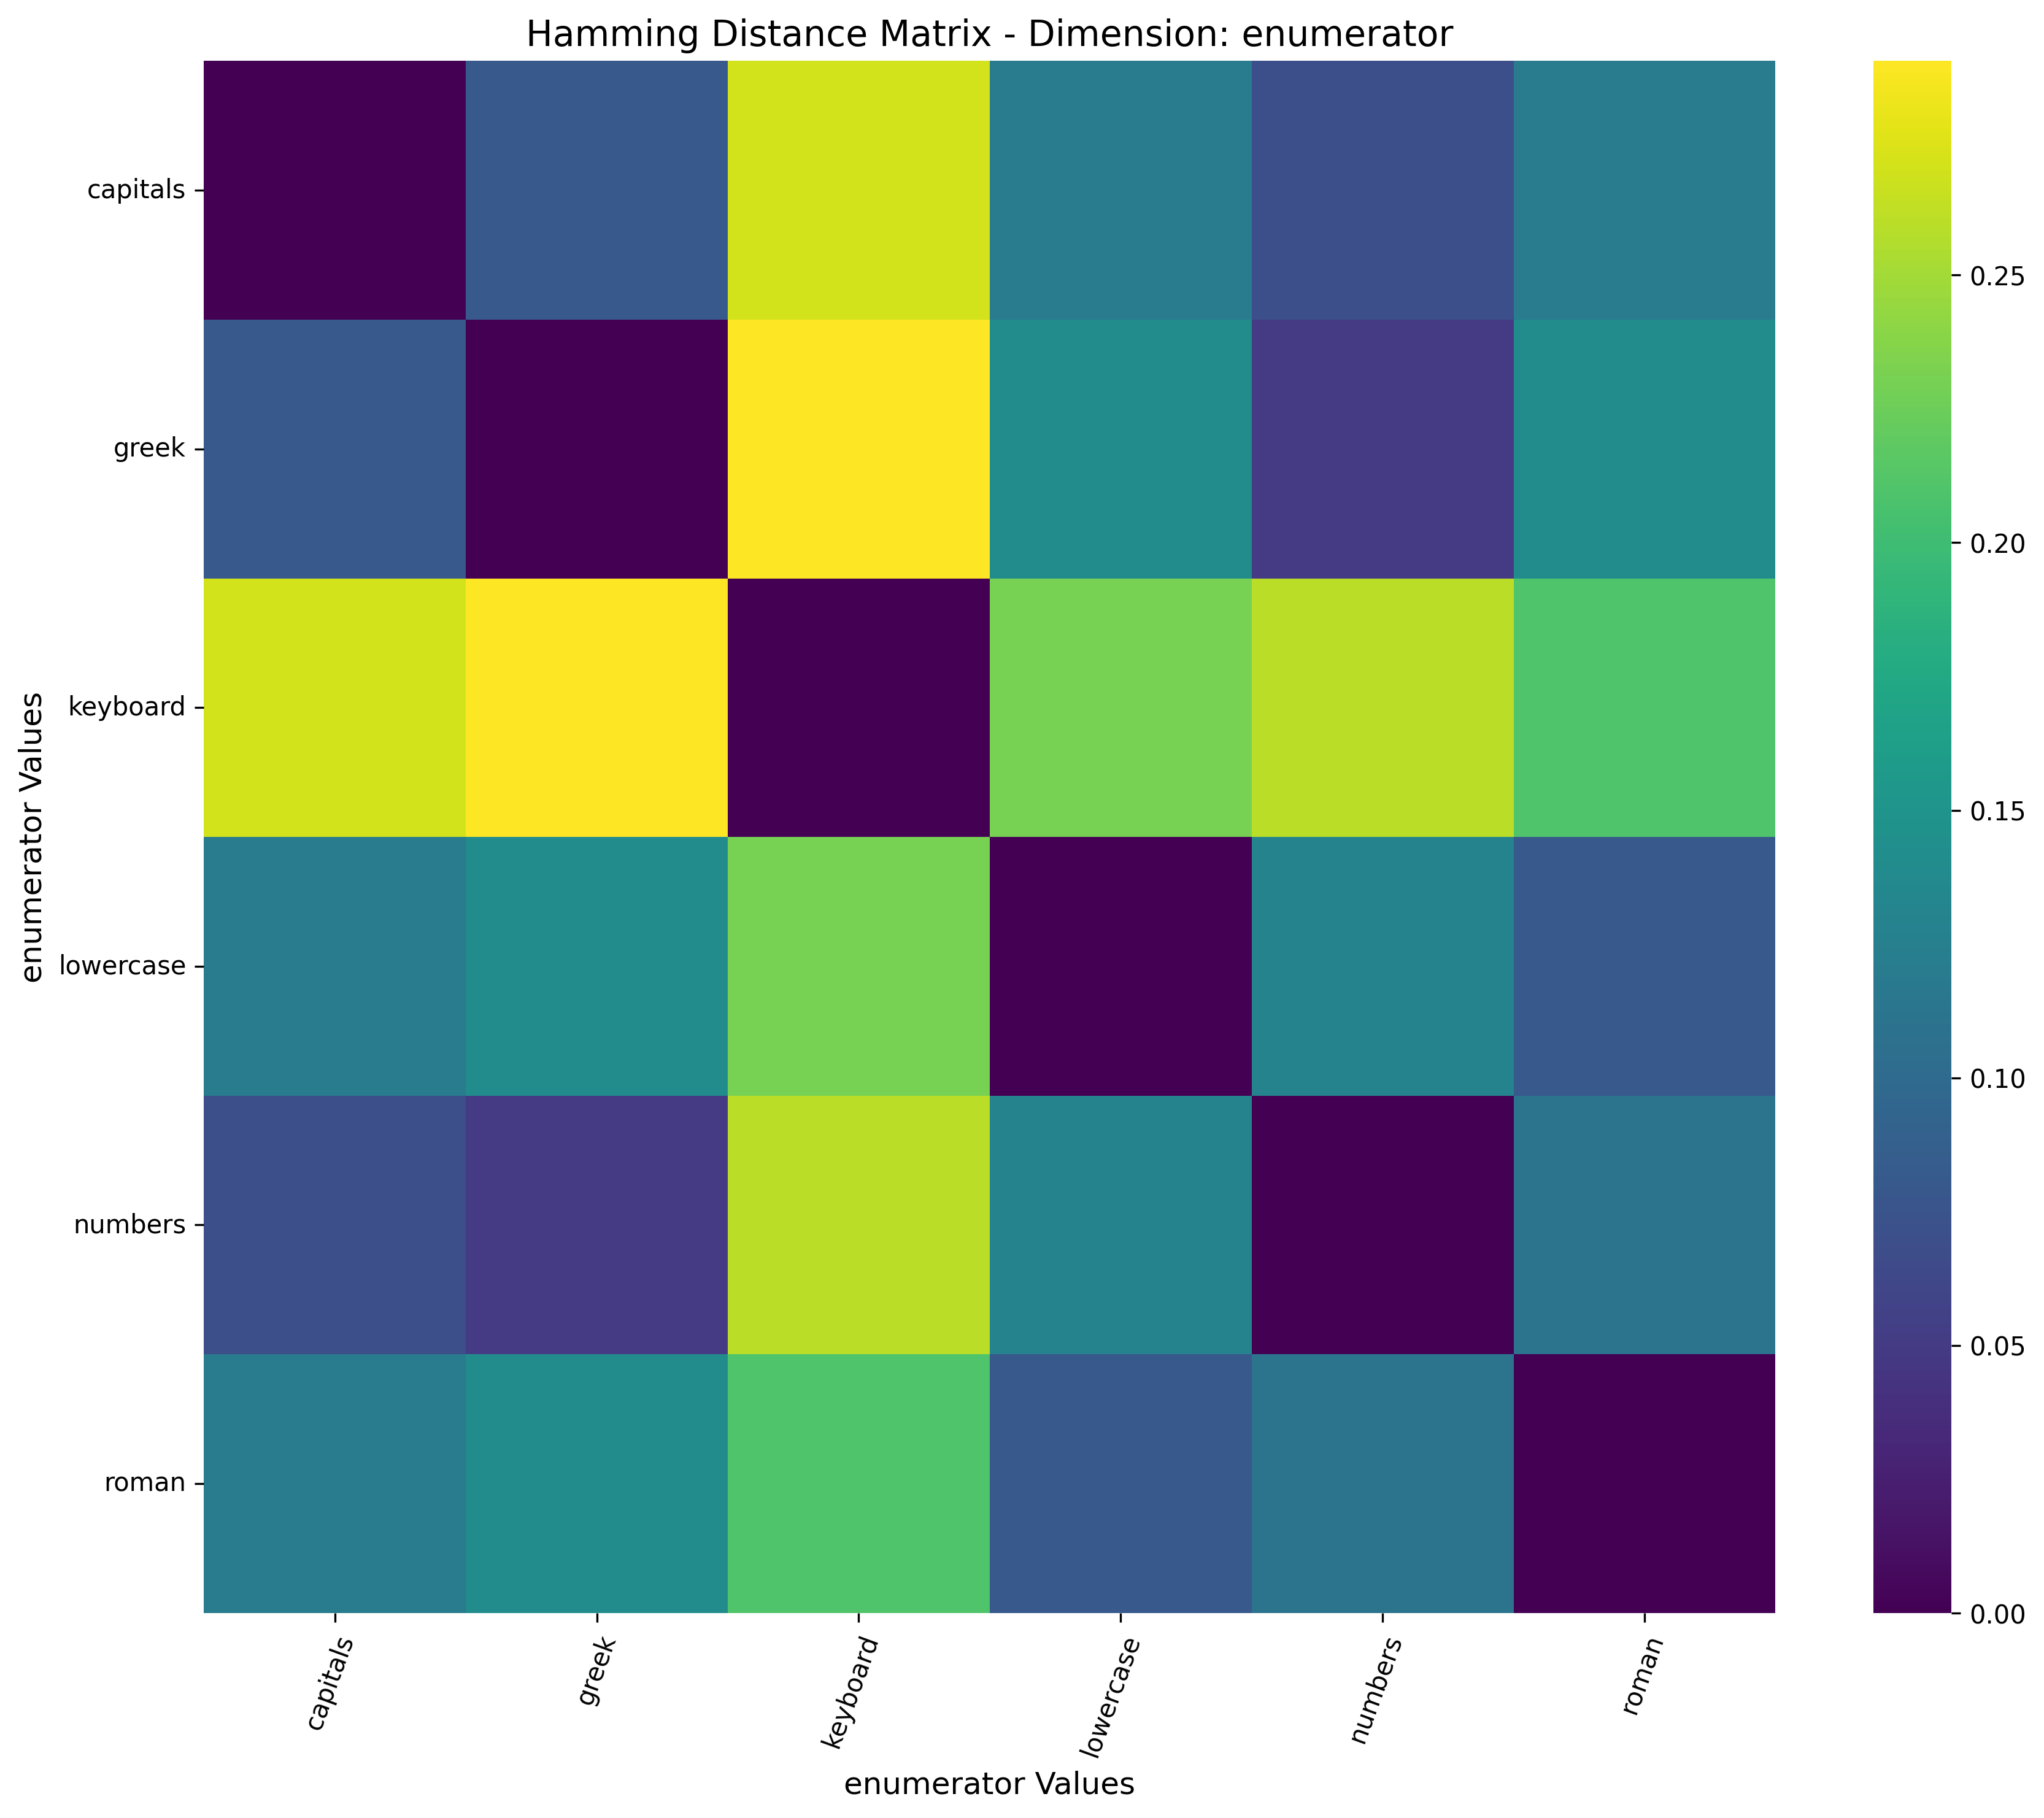 Hamming Distance Matrix - Dimension: enumerator
enumerator Values
capitals
greek
keyboard
lowercase
numbers
roman
capitals
greek
keyboard
lowercase
numbers
roman
enumerator Values
0.25
0.20
0.15
0.10
0.05
0.00